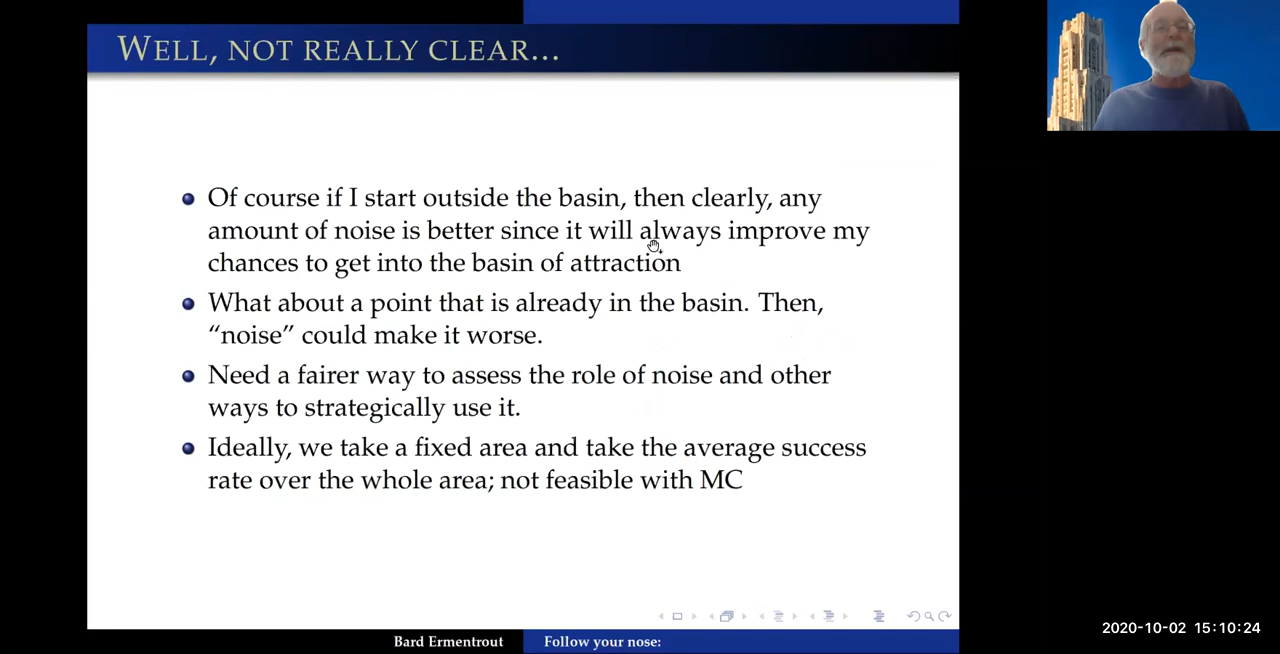 WELL, NOT REALLY CLEAR...
Of course if I start outside the basin, then clearly, any
amount of noise is better since it will always improve my
chances to get into the basin of attraction
What about a point that is already in the basin. Then,
“noise” could make it worse.
Need a fairer way to assess the role of noise and other
ways to strategically use it.
Ideally, we take a fixed area and take the average success
rate over the whole area; not feasible with MC
Bard Ermentrout
Follow your nose:
2020-10-02 15:10:24